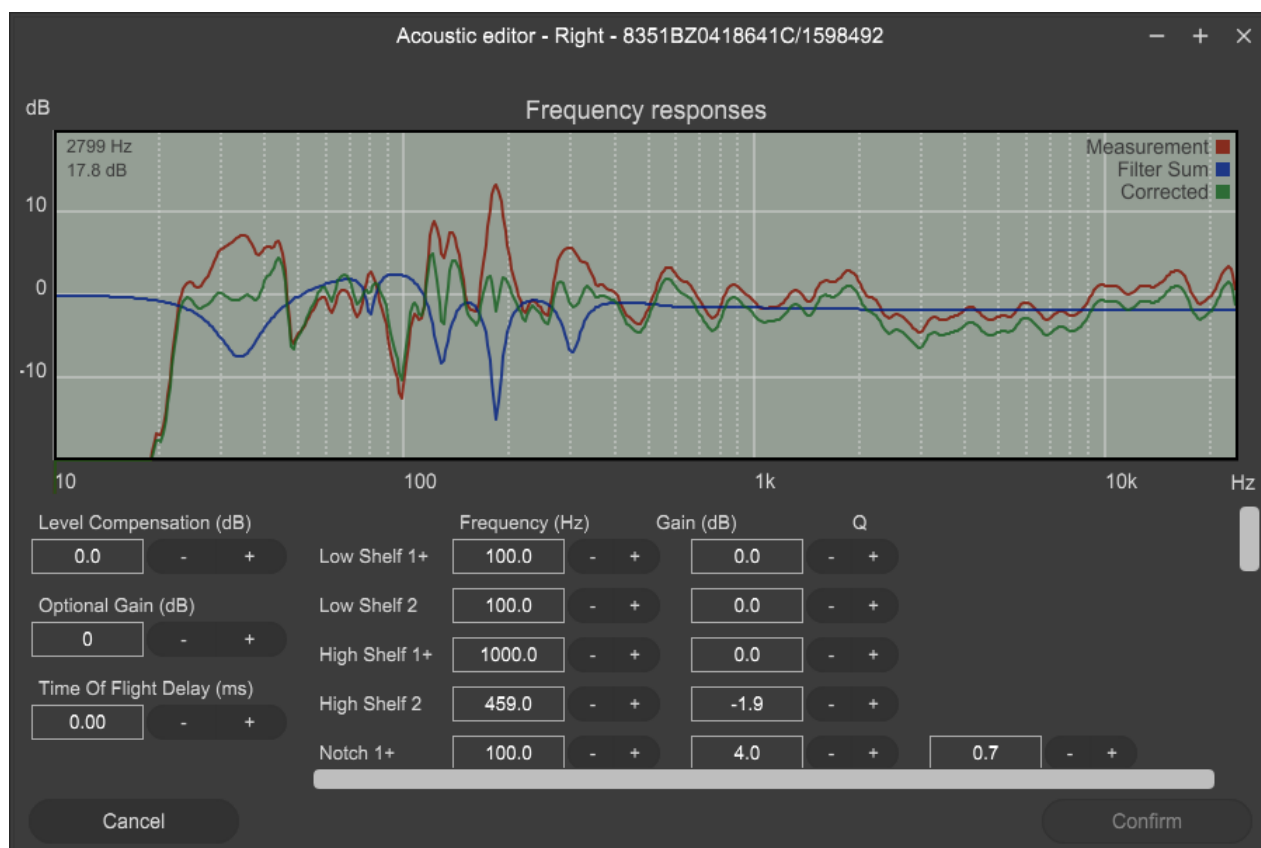 Acoustic editor - Right - 8351BZ0418641C/1598492 − + ×
dB
Frequency responses
2799 Hz
17.8 dB
Measurement
Filter Sum
Corrected
10
0
-10
10 100 1k 10k Hz
Level Compensation (dB)
0.0 - +
Optional Gain (dB)
0 - +
Time Of Flight Delay (ms)
0.00 - +
Frequency (Hz) Gain (dB) Q
Low Shelf 1+ 100.0 - + 0.0 - +
Low Shelf 2 100.0 - + 0.0 - +
High Shelf 1+ 1000.0 - + 0.0 - +
High Shelf 2 459.0 - + -1.9 - +
Notch 1+ 100.0 - + 4.0 - + 0.7 - +
Cancel
Confirm